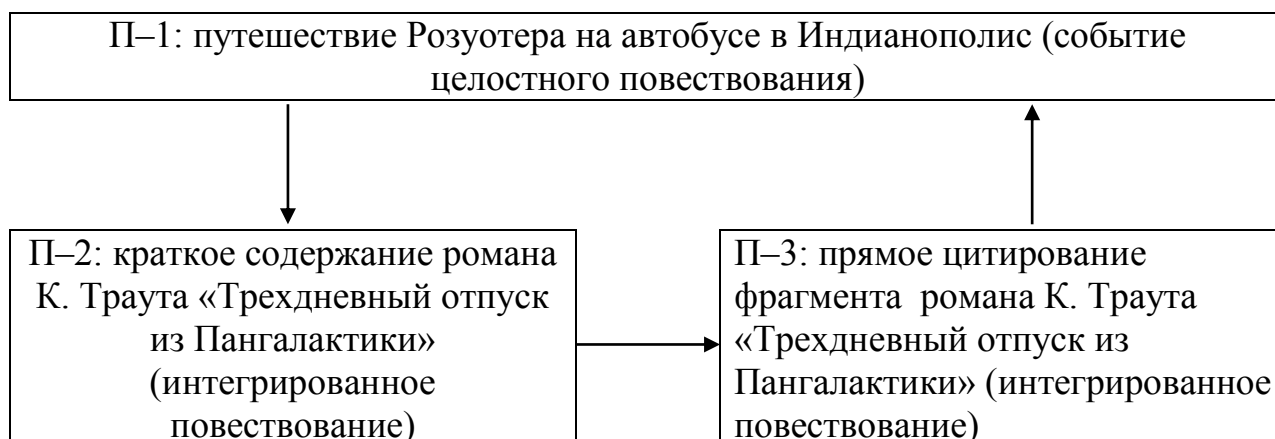 П–1: путешествие Розуотера на автобусе в Индианополис (событие
целостного повествования)
П–2: краткое содержание романа
К. Траута «Трехдневный отпуск
из Пангалактики»
(интегрированное
повествование)
П–3: прямое цитирование
фрагмента романа К. Траута
«Трехдневный отпуск из
Пангалактики» (интегрированное
повествование)